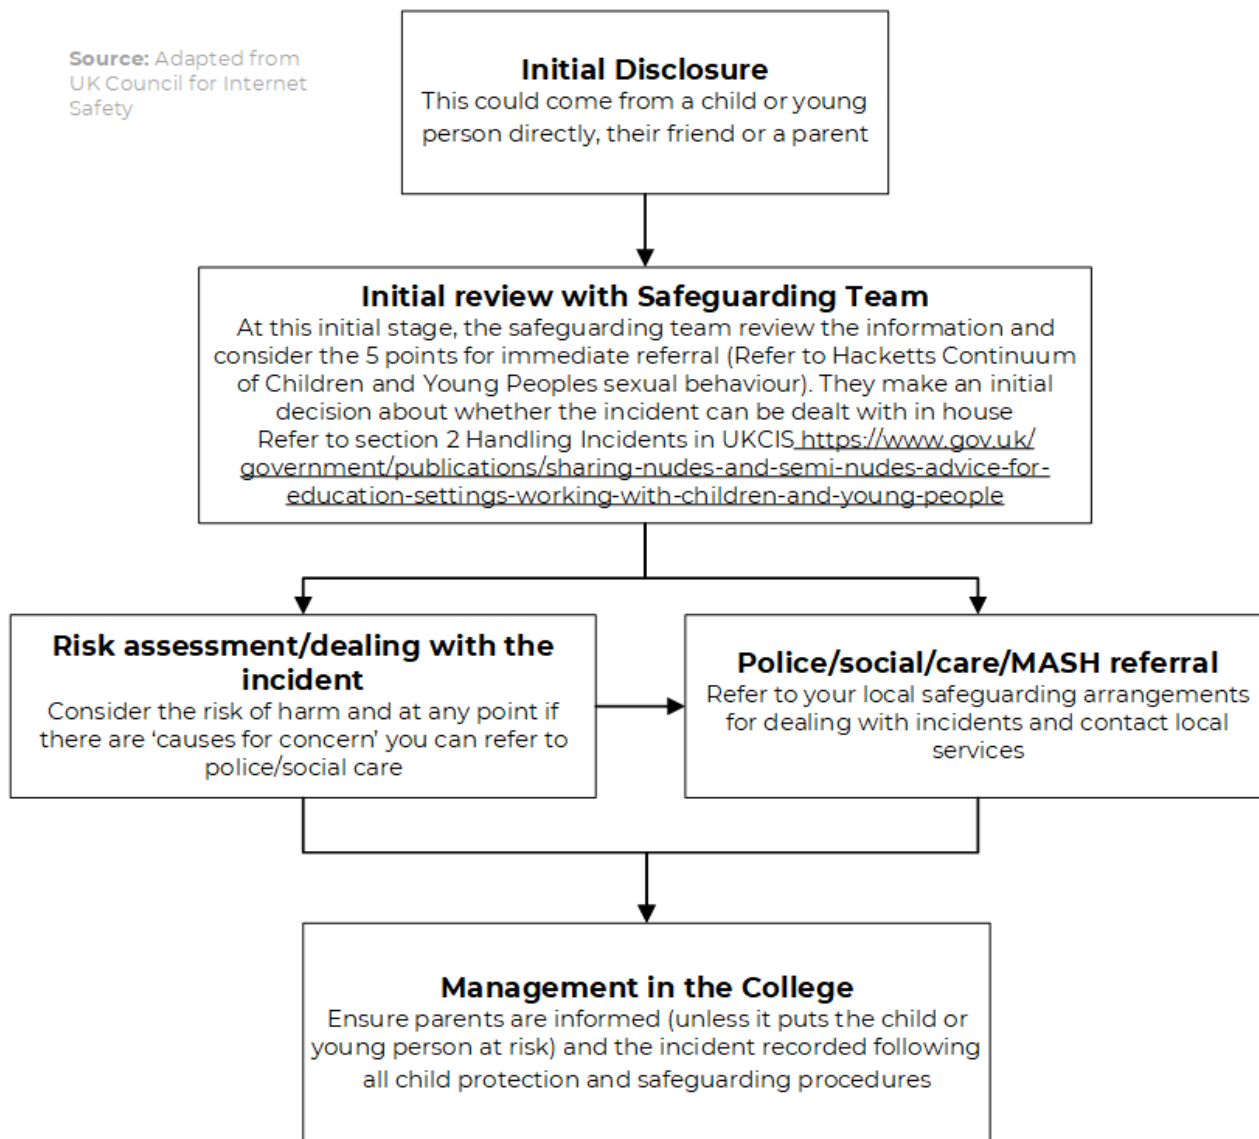 Source: Adapted from
UK Council for Internet
Safety
Initial Disclosure
This could come from a child or young
person directly, their friend or a parent
Initial review with Safeguarding Team
At this initial stage, the safeguarding team review the information and
consider the 5 points for immediate referral (Refer to Hacketts Continuum
of Children and Young Peoples sexual behaviour). They make an initial
decision about whether the incident can be dealt with in house
Refer to section 2 Handling Incidents in UKCIS https://www.gov.uk/
government/publications/sharing-nudes-and-semi-nudes-advice-for-
education-settings-working-with-children-and-young-people
Risk assessment/dealing with the
incident
Consider the risk of harm and at any point if
there are ‘causes for concern’ you can refer to
police/social care
Police/social/care/MASH referral
Refer to your local safeguarding arrangements
for dealing with incidents and contact local
services
Management in the College
Ensure parents are informed (unless it puts the child or
young person at risk) and the incident recorded following
all child protection and safeguarding procedures